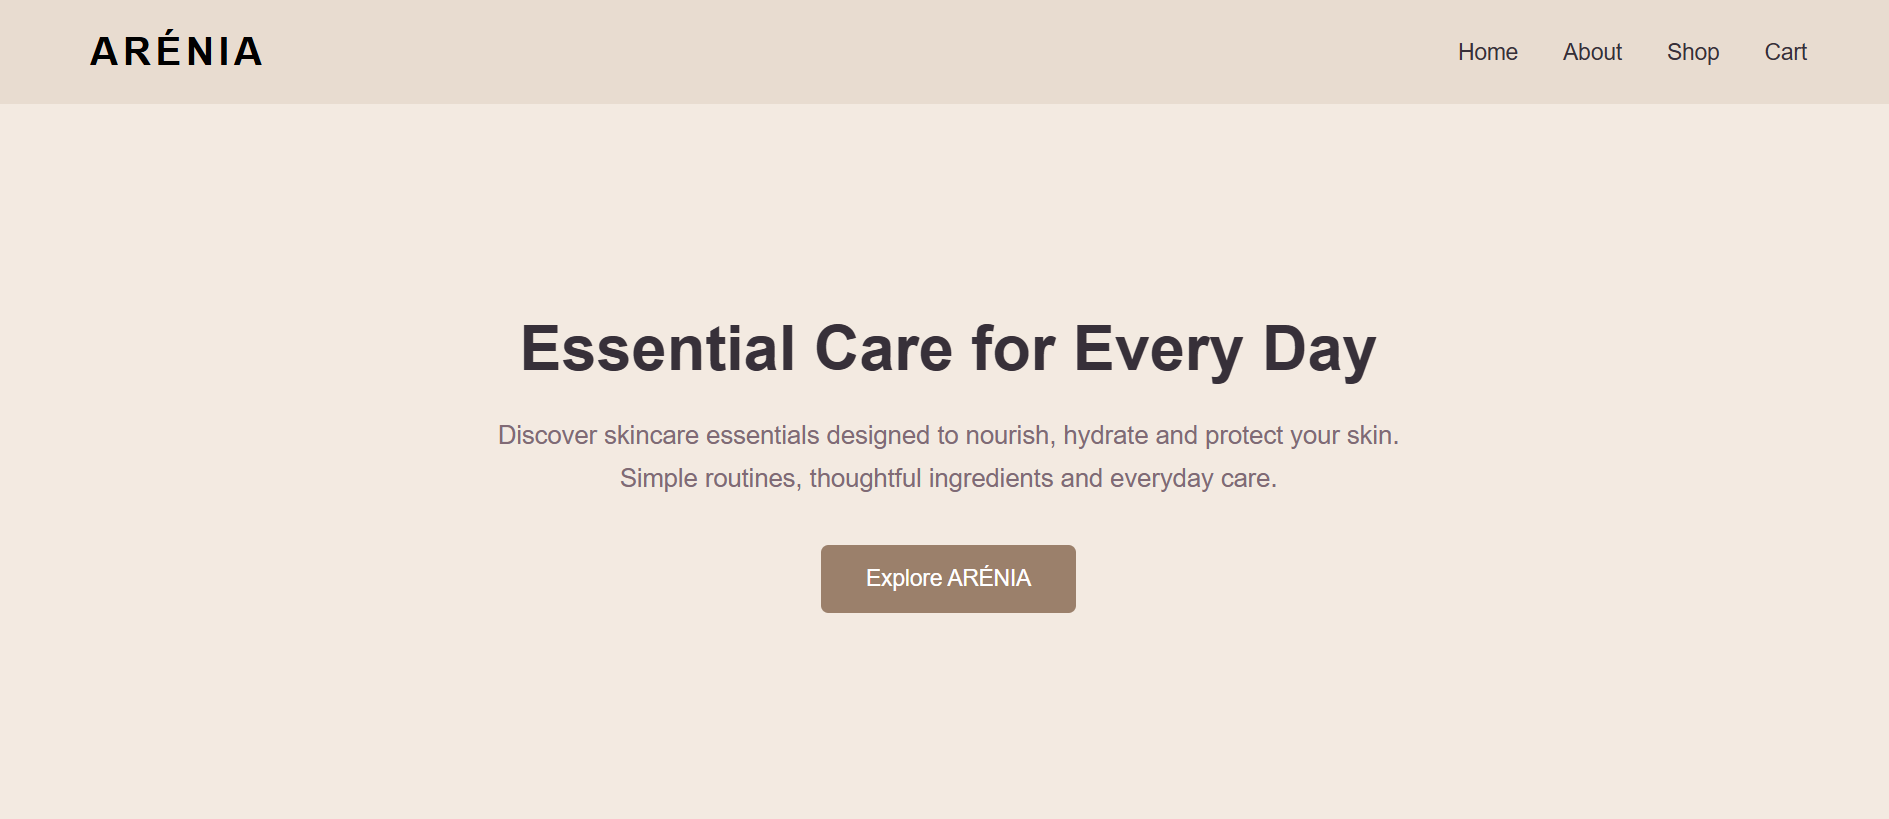 ARÉNIA
Home About Shop Cart
Essential Care for Every Day
Discover skincare essentials designed to nourish, hydrate and protect your skin.
Simple routines, thoughtful ingredients and everyday care.
Explore ARÉNIA